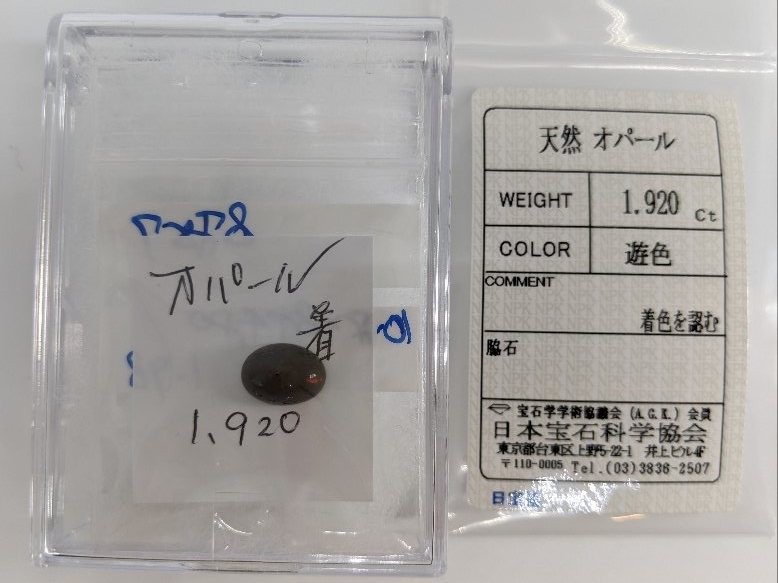 オパール
着
1.920
天然 オパール
WEIGHT 1.920 Ct
COLOR 遊色
COMMENT
着色を認む
脇石
宝石学学術協議会 (A.G.K.) 会員
日本宝石科学協会
東京都台東区上野5-22-1 井上ビル4F
〒110-0005 Tel.(03)3836-2507